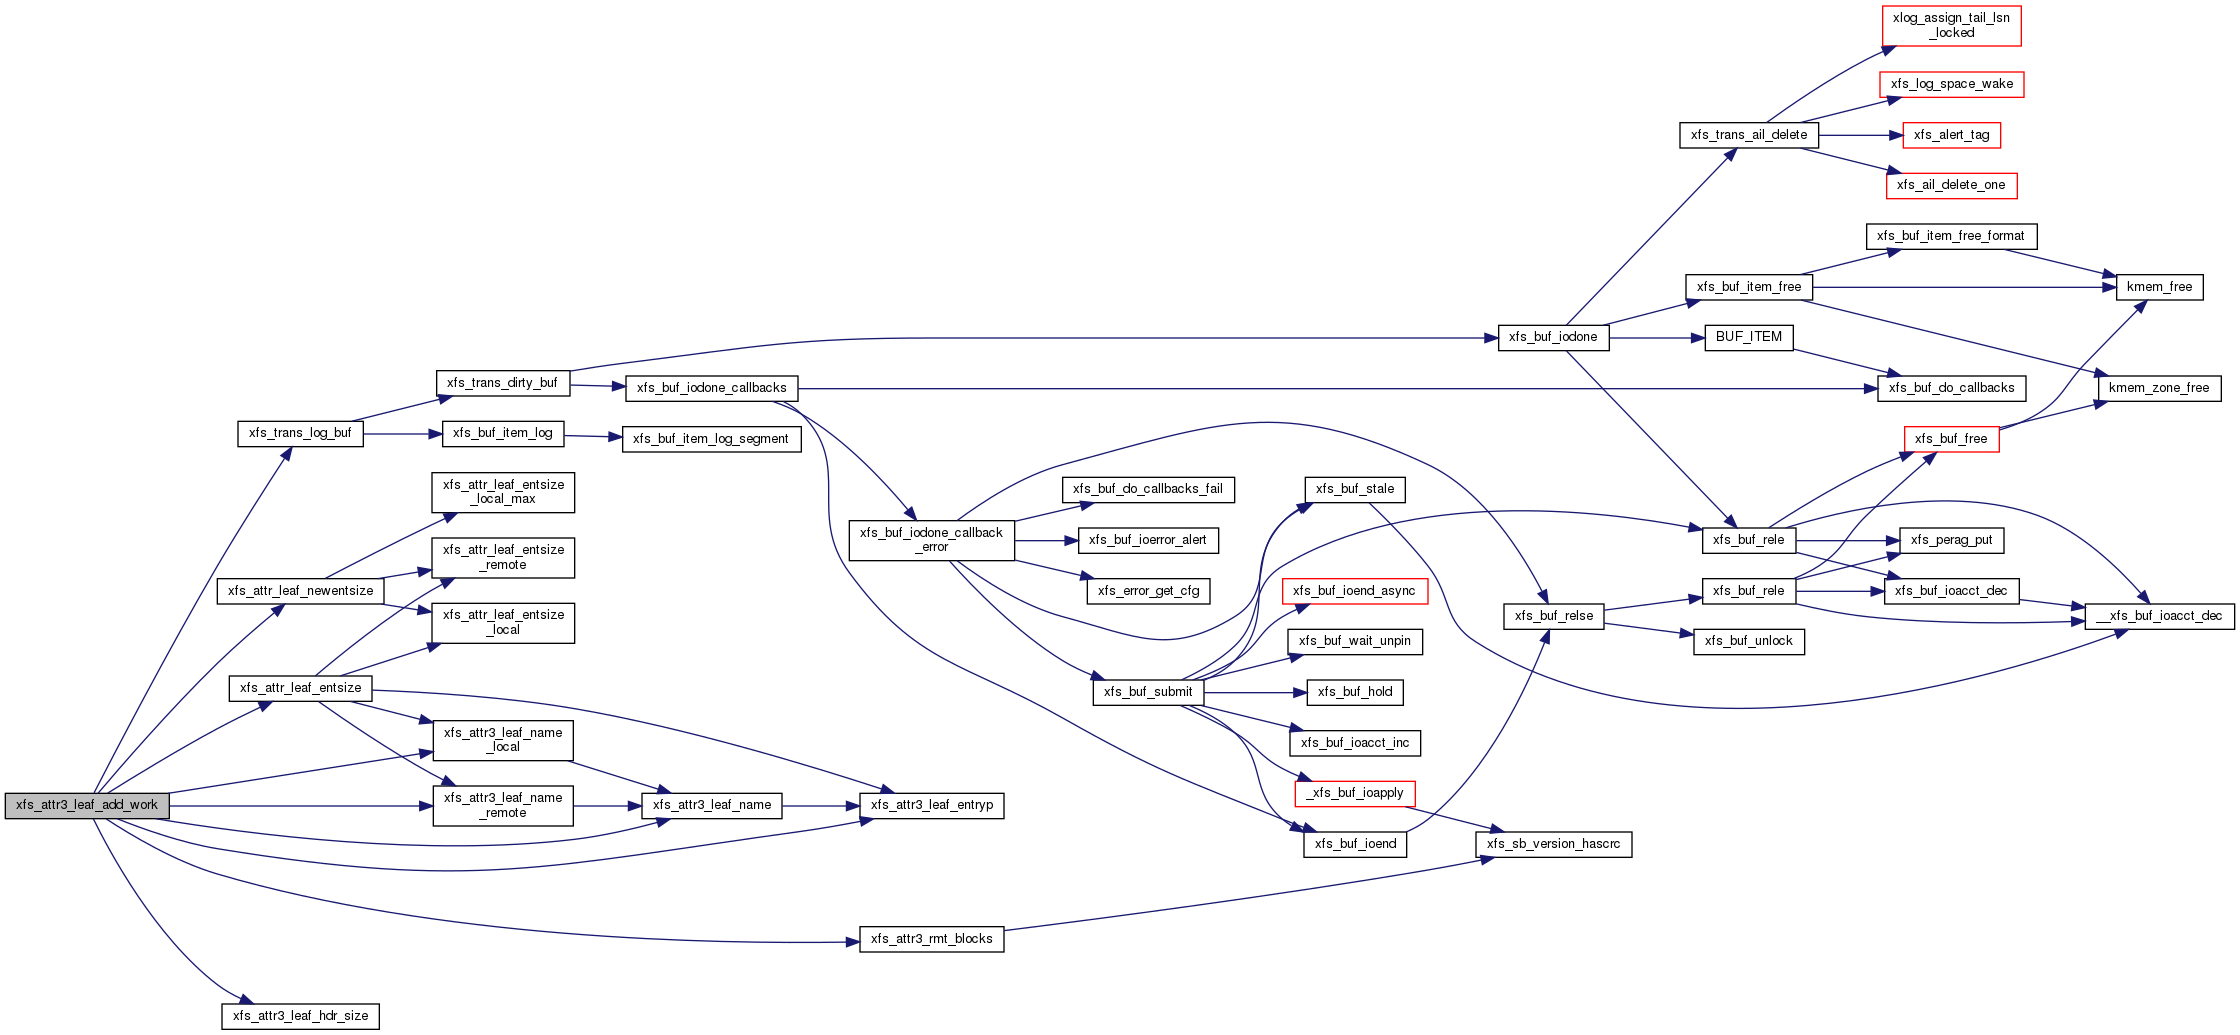 xlog_assign_tail_lsn
_locked
xfs_log_space_wake
xfs_trans_ail_delete
xfs_alert_tag
xfs_ail_delete_one
xfs_buf_item_free_format
xfs_buf_item_free
kmem_free
xfs_buf_iodone
BUF_ITEM
xfs_trans_dirty_buf
xfs_buf_iodone_callbacks
xfs_buf_do_callbacks
kmem_zone_free
xfs_trans_log_buf
xfs_buf_item_log
xfs_buf_item_log_segment
xfs_buf_free
xfs_attr_leaf_entsize
_local_max
xfs_buf_do_callbacks_fail
xfs_buf_stale
xfs_buf_iodone_callback
_error
xfs_buf_ioerror_alert
xfs_buf_rele
xfs_perag_put
xfs_attr_leaf_entsize
_remote
xfs_attr_leaf_newentsize
xfs_error_get_cfg
xfs_buf_ioend_async
xfs_buf_rele
xfs_buf_ioacct_dec
xfs_attr_leaf_entsize
_local
xfs_buf_relse
__xfs_buf_ioacct_dec
xfs_buf_wait_unpin
xfs_buf_unlock
xfs_attr_leaf_entsize
xfs_buf_submit
xfs_buf_hold
xfs_attr3_leaf_name
_local
xfs_buf_ioacct_inc
xfs_attr3_leaf_add_work
xfs_attr3_leaf_name
_remote
xfs_attr3_leaf_name
xfs_attr3_leaf_entryp
_xfs_buf_ioapply
xfs_buf_ioend
xfs_sb_version_hascrc
xfs_attr3_rmt_blocks
xfs_attr3_leaf_hdr_size